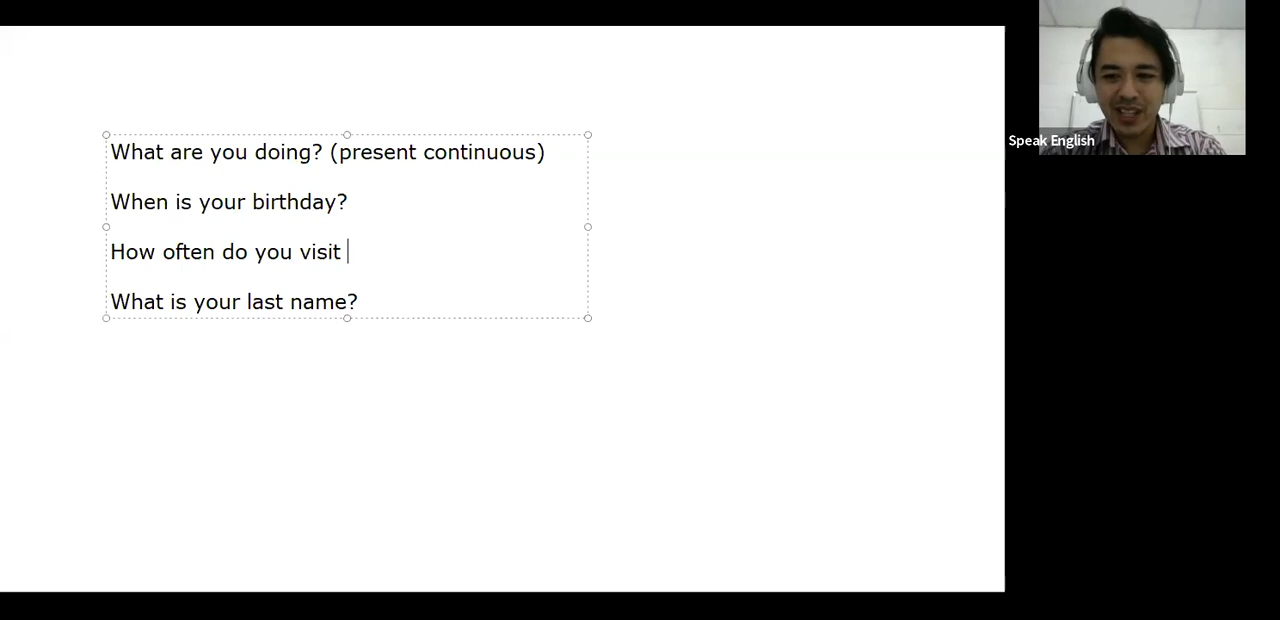 What are you doing? (present continuous)
When is your birthday?
How often do you visit
What is your last name?
Speak English